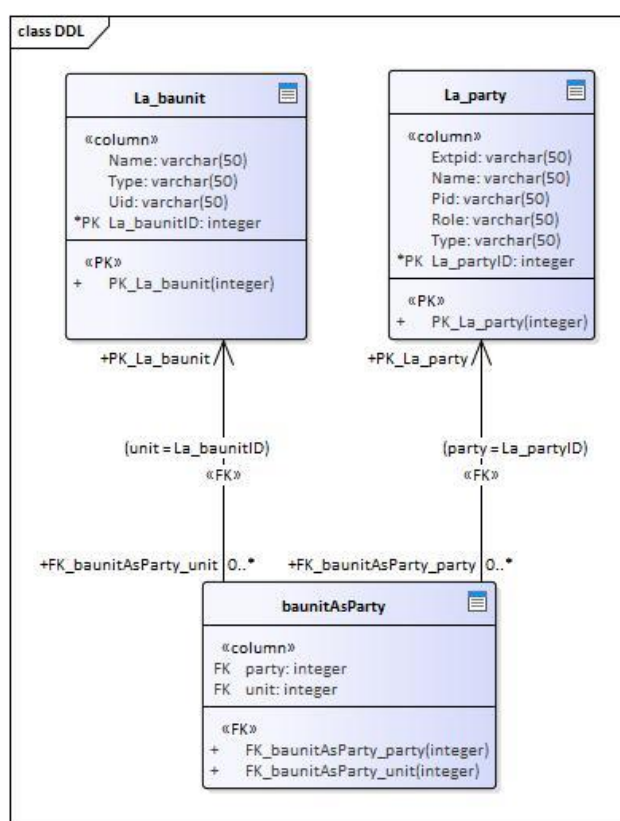 class DDL
La_baunit
«column»
Name: varchar(50)
Type: varchar(50)
Uid: varchar(50)
*PK La_baunitID: integer
«PK»
+ PK_La_baunit(integer)
La_party
«column»
Extpid: varchar(50)
Name: varchar(50)
Pid: varchar(50)
Role: varchar(50)
Type: varchar(50)
*PK La_partyID: integer
«PK»
+ PK_La_party(integer)
+PK_La_baunit
+PK_La_party
(unit = La_baunitID)
«FK»
(party = La_partyID)
«FK»
+FK_baunitAsParty_unit 0..*
+FK_baunitAsParty_party 0..*
baunitAsParty
«column»
FK party: integer
FK unit: integer
«FK»
+ FK_baunitAsParty_party(integer)
+ FK_baunitAsParty_unit(integer)